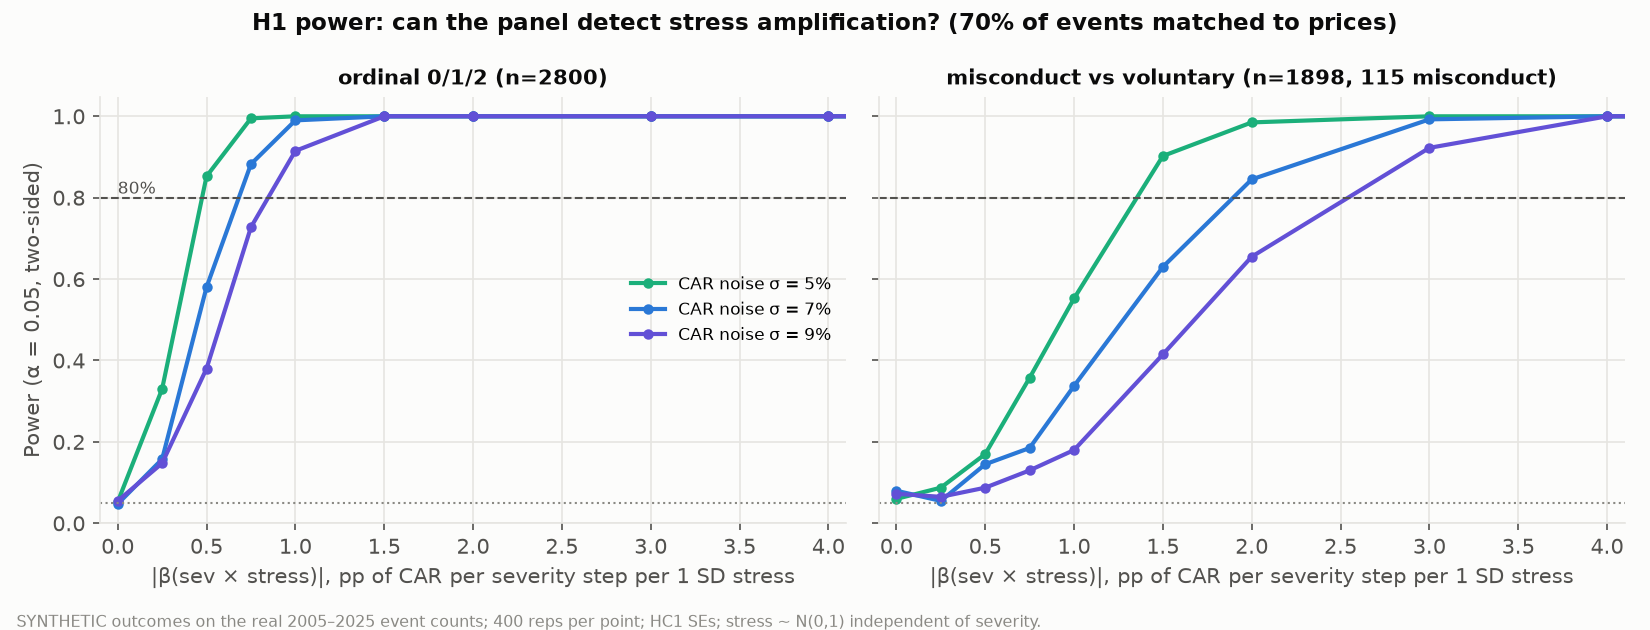 H1 power: can the panel detect stress amplification? (70% of events matched to prices)
ordinal 0/1/2 (n=2800)
misconduct vs voluntary (n=1898, 115 misconduct)
Power (α = 0.05, two-sided)
1.0
0.8
0.6
0.4
0.2
0.0
80%
CAR noise σ = 5%
CAR noise σ = 7%
CAR noise σ = 9%
0.0 0.5 1.0 1.5 2.0 2.5 3.0 3.5 4.0
0.0 0.5 1.0 1.5 2.0 2.5 3.0 3.5 4.0
|β(sev × stress)|, pp of CAR per severity step per 1 SD stress
|β(sev × stress)|, pp of CAR per severity step per 1 SD stress
SYNTHETIC outcomes on the real 2005–2025 event counts; 400 reps per point; HC1 SEs; stress ~ N(0,1) independent of severity.